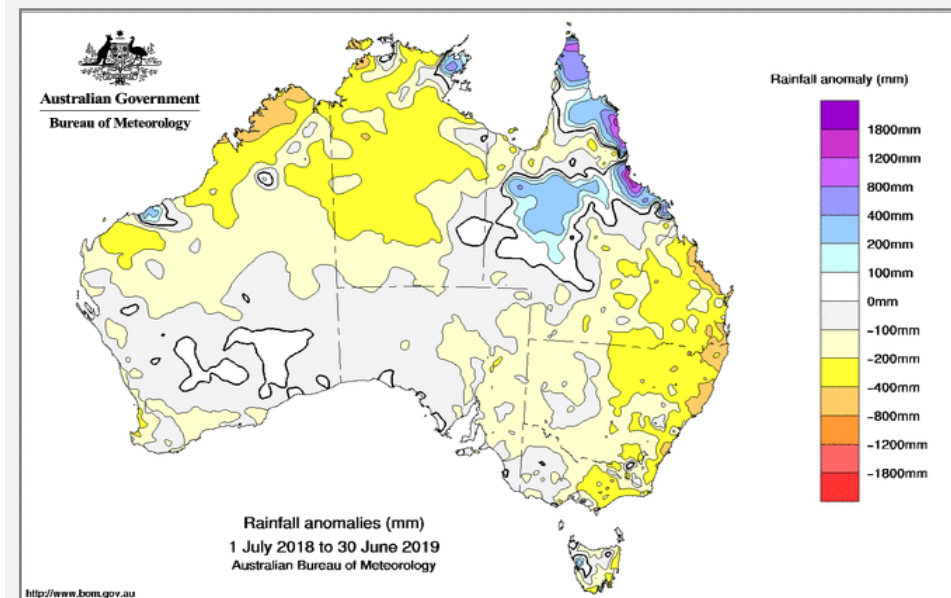 Australian Government
Bureau of Meteorology
Rainfall anomaly (mm)
1800mm
1200mm
800mm
400mm
200mm
100mm
0mm
-100mm
-200mm
-400mm
-800mm
-1200mm
-1800mm
Rainfall anomalies (mm)
1 July 2018 to 30 June 2019
Australian Bureau of Meteorology
http://www.bom.gov.au